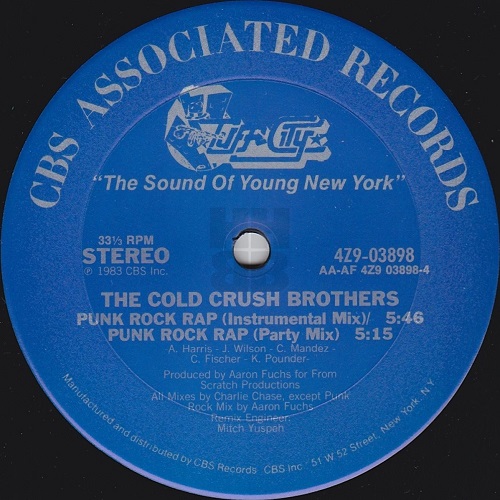 CBS ASSOCIATED RECORDS
TUFF CITY
"The Sound Of Young New York"
33⅓ RPM
STEREO
℗ 1983 CBS Inc.
4Z9-03898
AA-AF 4Z9 03898-4
THE COLD CRUSH BROTHERS
PUNK ROCK RAP (Instrumental Mix)/ 5:46
PUNK ROCK RAP (Party Mix) 5:15
A. Harris - J. Wilson - C. Mandez -
C. Fischer - K. Pounder-
Produced by Aaron Fuchs for From
Scratch Productions
All Mixes by Charlie Chase, except Punk
Rock Mix by Aaron Fuchs
Remix Engineer:
Mitch Yuspeh
Manufactured and distributed by CBS Records CBS Inc / 51 W 52 Street, New York, N.Y.